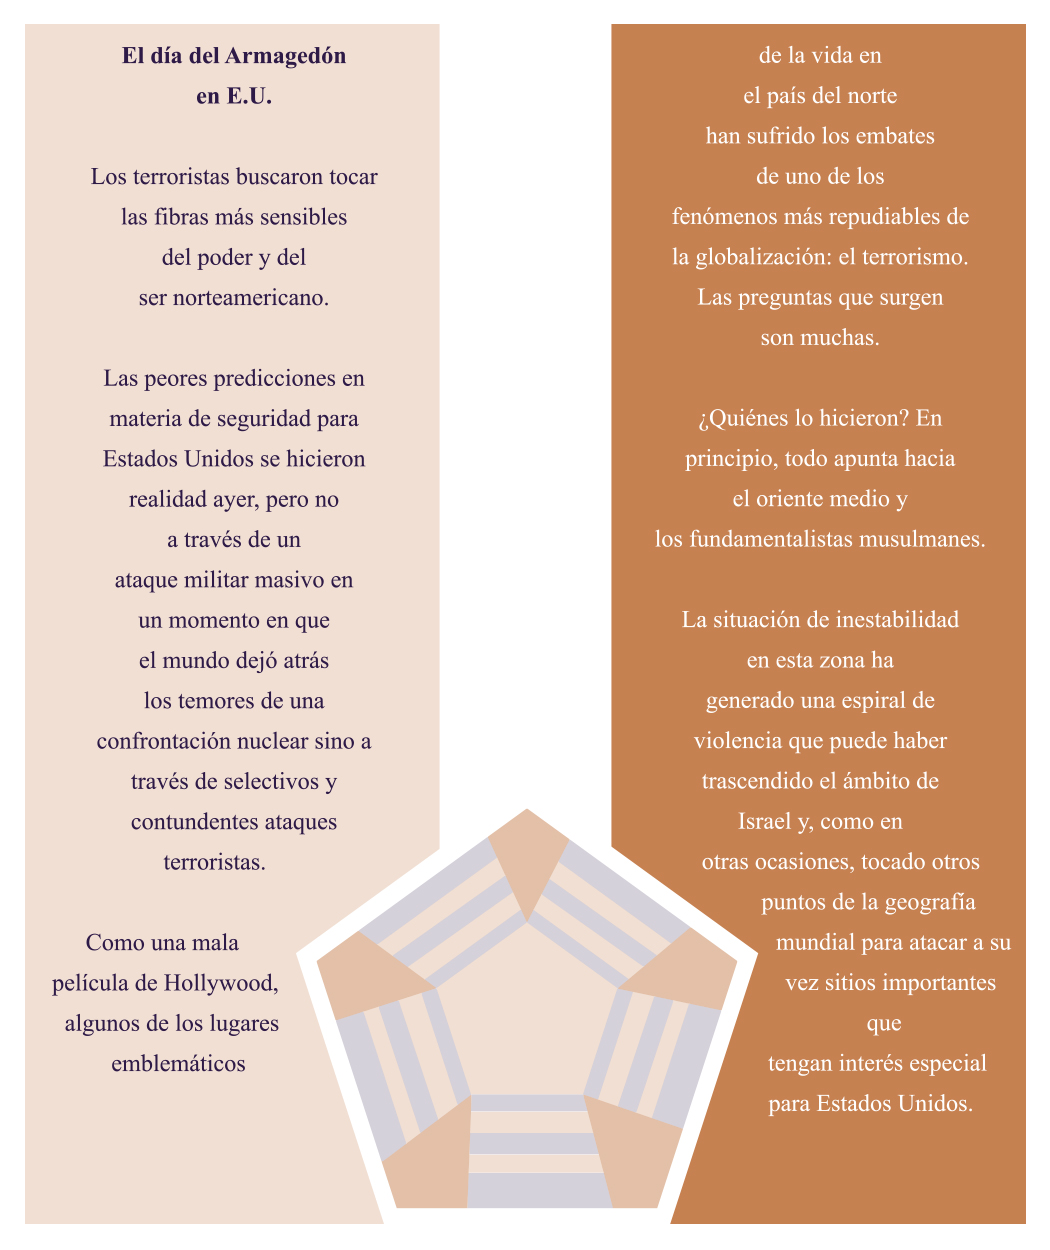 El día del Armagedón
en E.U.
Los terroristas buscaron tocar
las fibras más sensibles
del poder y del
ser norteamericano.
Las peores predicciones en
materia de seguridad para
Estados Unidos se hicieron
realidad ayer, pero no
a través de un
ataque militar masivo en
un momento en que
el mundo dejó atrás
los temores de una
confrontación nuclear sino a
través de selectivos y
contundentes ataques
terroristas.
Como una mala
película de Hollywood,
algunos de los lugares
emblemáticos
de la vida en
el país del norte
han sufrido los embates
de uno de los
fenómenos más repudiables de
la globalización: el terrorismo.
Las preguntas que surgen
son muchas.
¿Quiénes lo hicieron? En
principio, todo apunta hacia
el oriente medio y
los fundamentalistas musulmanes.
La situación de inestabilidad
en esta zona ha
generado una espiral de
violencia que puede haber
trascendido el ámbito de
Israel y, como en
otras ocasiones, tocado otros
puntos de la geografía
mundial para atacar a su
vez sitios importantes
que
tengan interés especial
para Estados Unidos.